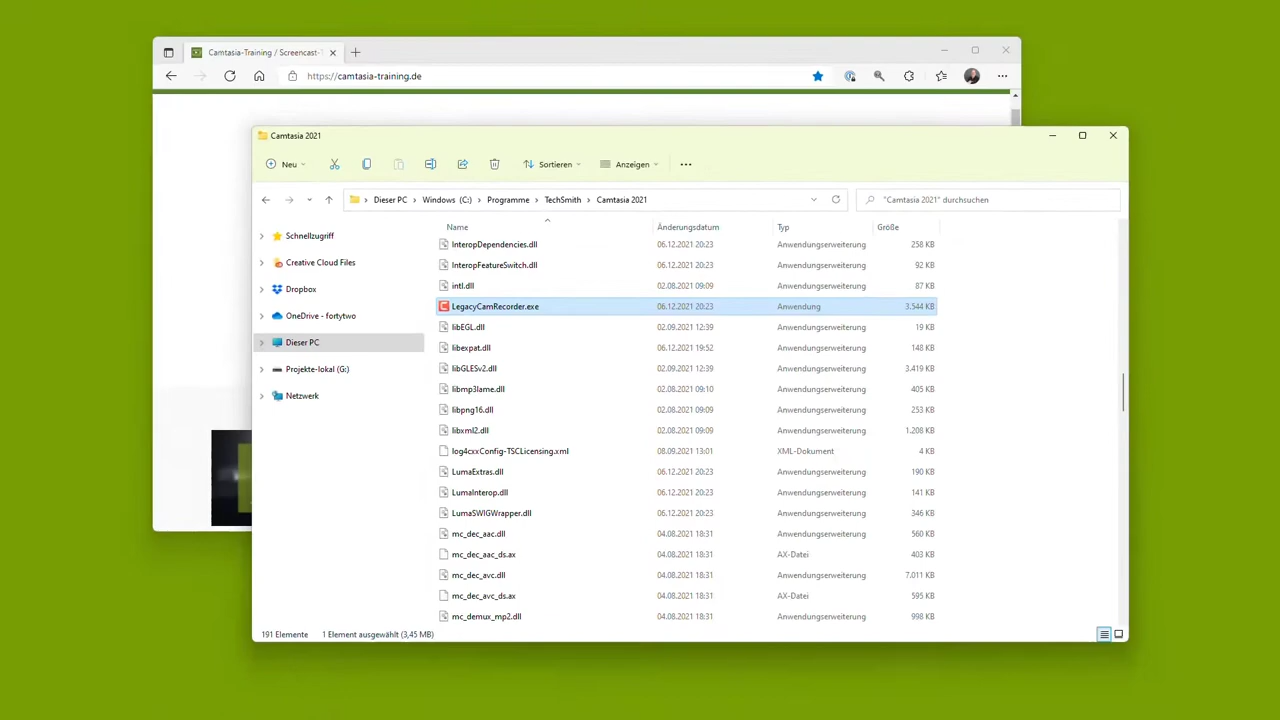 Camtasia-Training / Screencast-T
https://camtasia-training.de
Camtasia 2021
Neu
Sortieren
Anzeigen
Dieser PC > Windows (C:) > Programme > TechSmith > Camtasia 2021
"Camtasia 2021" durchsuchen
Schnellzugriff
Creative Cloud Files
Dropbox
OneDrive - fortytwo
Dieser PC
Projekte-lokal (G:)
Netzwerk
Name Änderungsdatum Typ Größe
InteropDependencies.dll 06.12.2021 20:23 Anwendungserweiterung 258 KB
InteropFeatureSwitch.dll 06.12.2021 20:23 Anwendungserweiterung 92 KB
intl.dll 02.08.2021 09:09 Anwendungserweiterung 87 KB
LegacyCamRecorder.exe 06.12.2021 20:23 Anwendung 3.544 KB
libEGL.dll 02.09.2021 12:39 Anwendungserweiterung 19 KB
libexpat.dll 06.12.2021 19:52 Anwendungserweiterung 148 KB
libGLESv2.dll 02.09.2021 12:39 Anwendungserweiterung 3.419 KB
libmp3lame.dll 02.08.2021 09:10 Anwendungserweiterung 405 KB
libpng16.dll 02.08.2021 09:09 Anwendungserweiterung 253 KB
libxml2.dll 02.08.2021 09:09 Anwendungserweiterung 1.208 KB
log4cxxConfig-TSCLicensing.xml 08.09.2021 13:01 XML-Dokument 4 KB
LumaExtras.dll 06.12.2021 20:23 Anwendungserweiterung 190 KB
LumaInterop.dll 06.12.2021 20:23 Anwendungserweiterung 141 KB
LumaSWIGWrapper.dll 06.12.2021 20:23 Anwendungserweiterung 346 KB
mc_dec_aac.dll 04.08.2021 18:31 Anwendungserweiterung 560 KB
mc_dec_aac_ds.ax 04.08.2021 18:31 AX-Datei 403 KB
mc_dec_avc.dll 04.08.2021 18:31 Anwendungserweiterung 7.011 KB
mc_dec_avc_ds.ax 04.08.2021 18:31 AX-Datei 595 KB
mc_demux_mp2.dll 04.08.2021 18:31 Anwendungserweiterung 998 KB
191 Elemente 1 Element ausgewählt (3,45 MB)